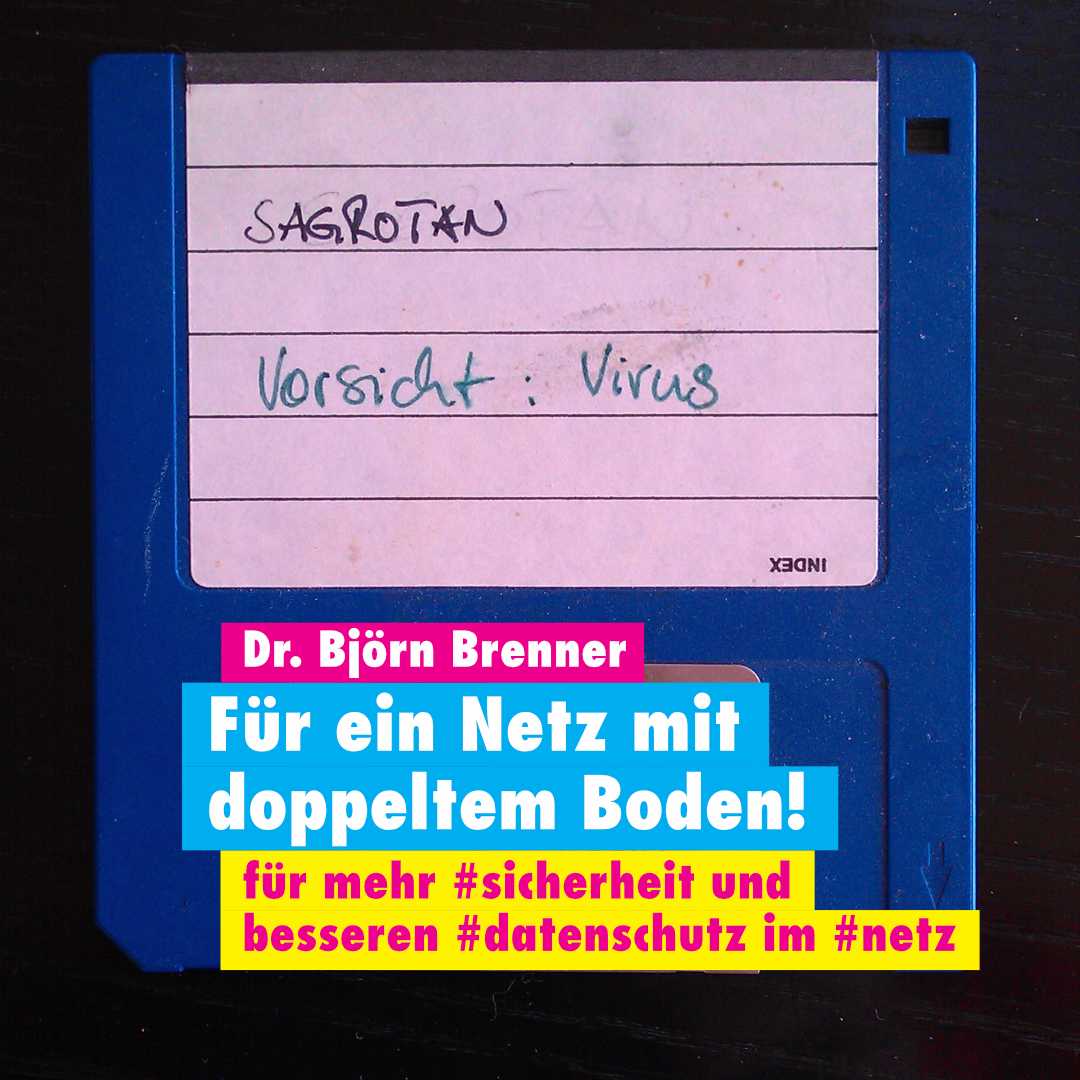 SAGROTAN
Vorsicht : Virus
INDEX
Dr. Björn Brenner
Für ein Netz mit
doppeltem Boden!
für mehr #sicherheit und
besseren #datenschutz im #netz